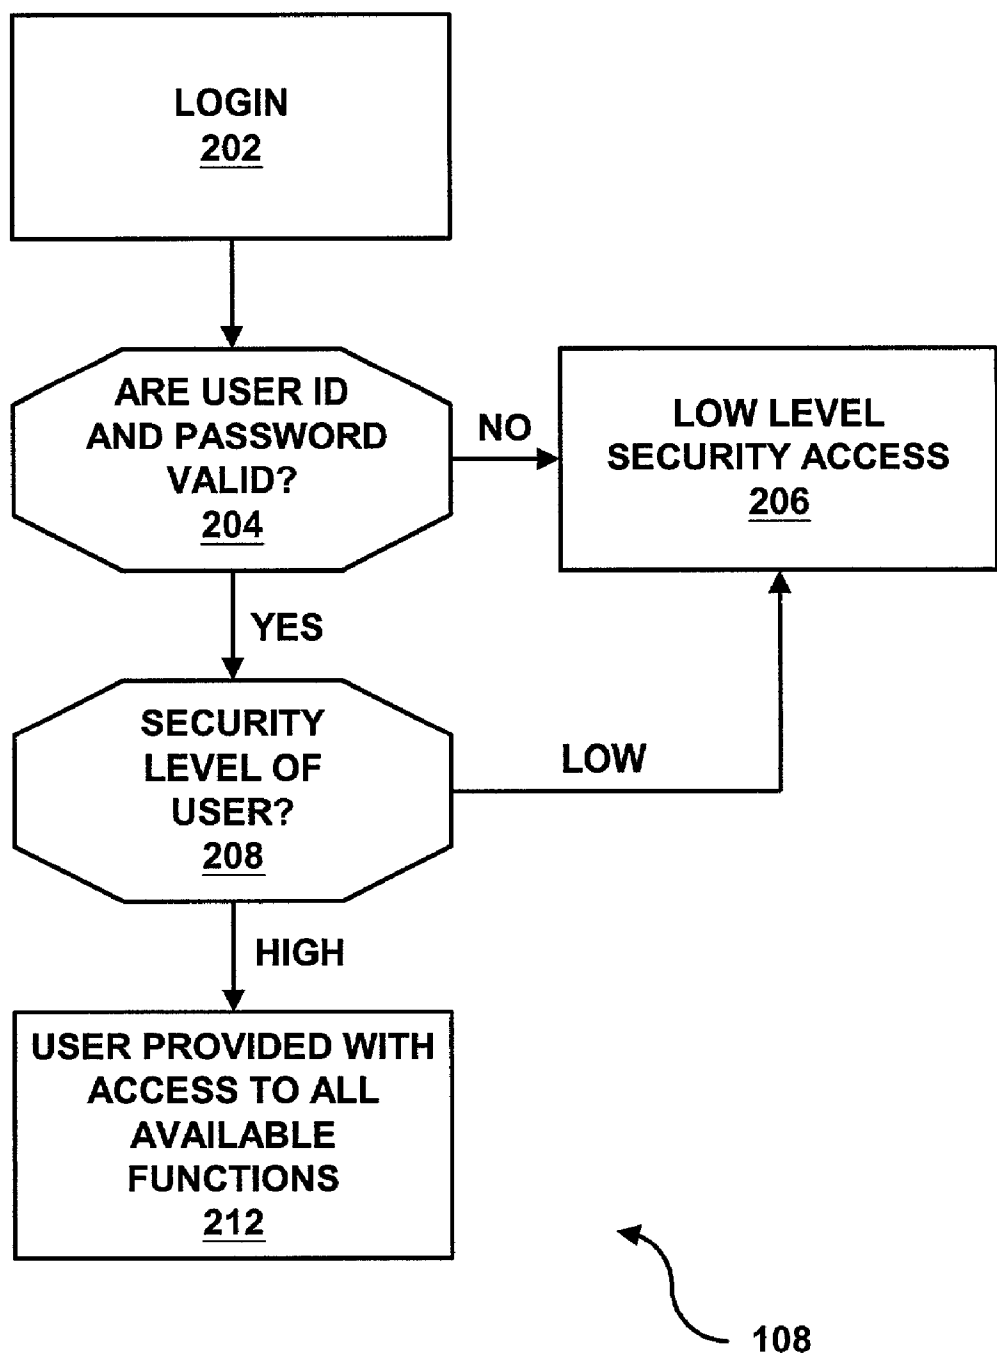 LOGIN
202
ARE USER ID
AND PASSWORD
VALID?
204
NO
LOW LEVEL
SECURITY ACCESS
206
YES
SECURITY
LEVEL OF
USER?
208
LOW
HIGH
USER PROVIDED WITH
ACCESS TO ALL
AVAILABLE
FUNCTIONS
212
108